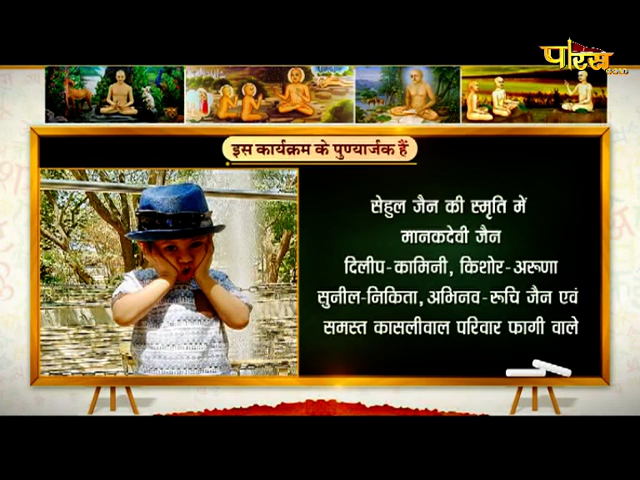 पारस
इस कार्यक्रम के पुण्यार्जक हैं
सेहुल जैन की स्मृति में
मानकदेवी जैन
दिलीप-कामिनी, किशोर-अरूणा
सुनील-निकिता, अभिनव-रूचि जैन एवं
समस्त कासलीवाल परिवार फागी वाले